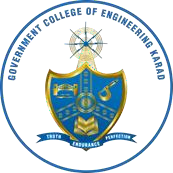 GOVERNMENT COLLEGE OF ENGINEERING KARAD
TRUTH
ENDURANCE
PERFECTION